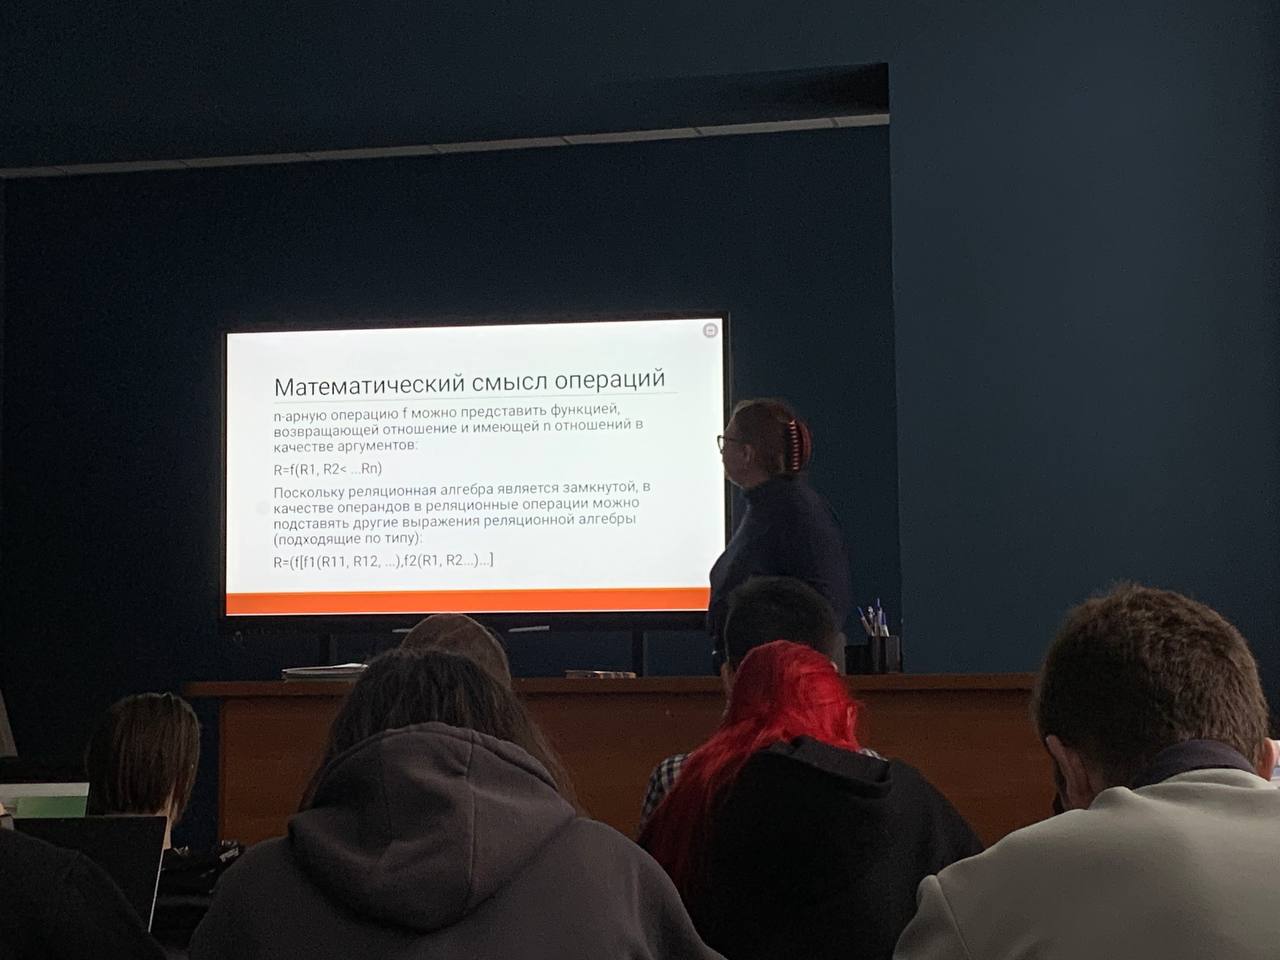 Математический смысл операций
n-арную операцию f можно представить функцией,
возвращающей отношение и имеющей n отношений в
качестве аргументов:
R=f(R1, R2< ...Rn)
Поскольку реляционная алгебра является замкнутой, в
качестве операндов в реляционные операции можно
подставять другие выражения реляционной алгебры
(подходящие по типу):
R=(f[f1(R11, R12, ...),f2(R1, R2...)...]